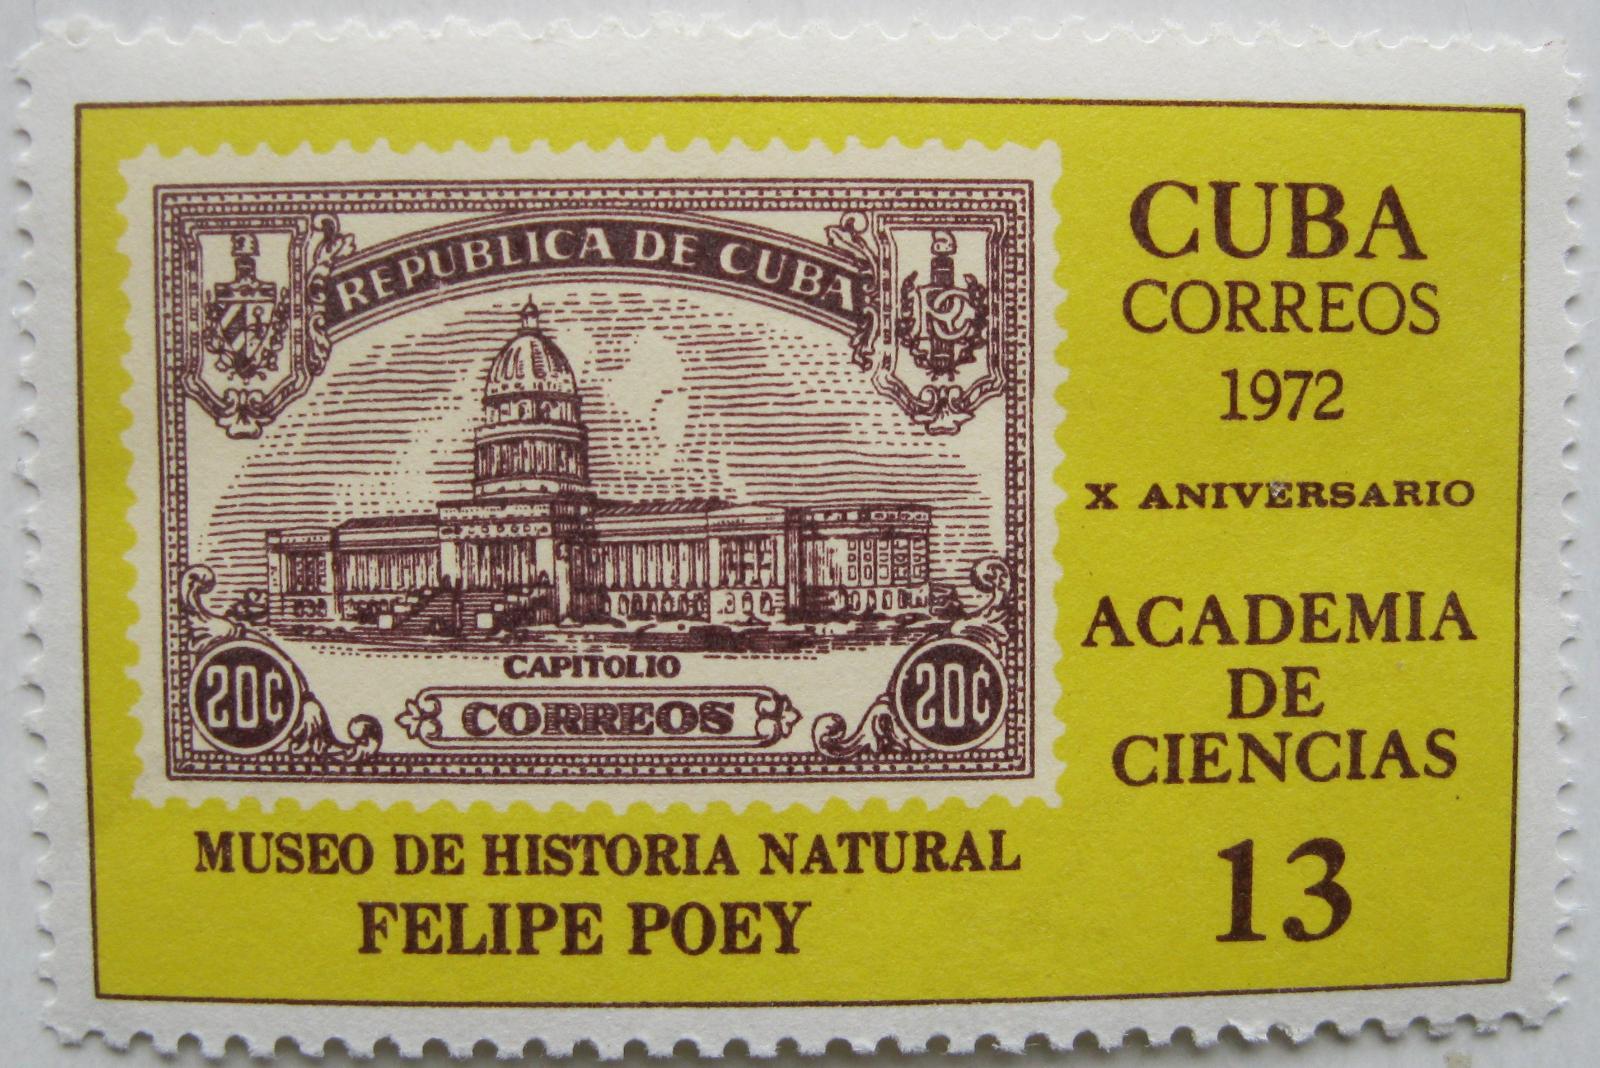 REPUBLICA DE CUBA
20¢
CAPITOLIO
CORREOS
20¢
MUSEO DE HISTORIA NATURAL
FELIPE POEY
CUBA
CORREOS
1972
X ANIVERSARIO
ACADEMIA
DE
CIENCIAS
13